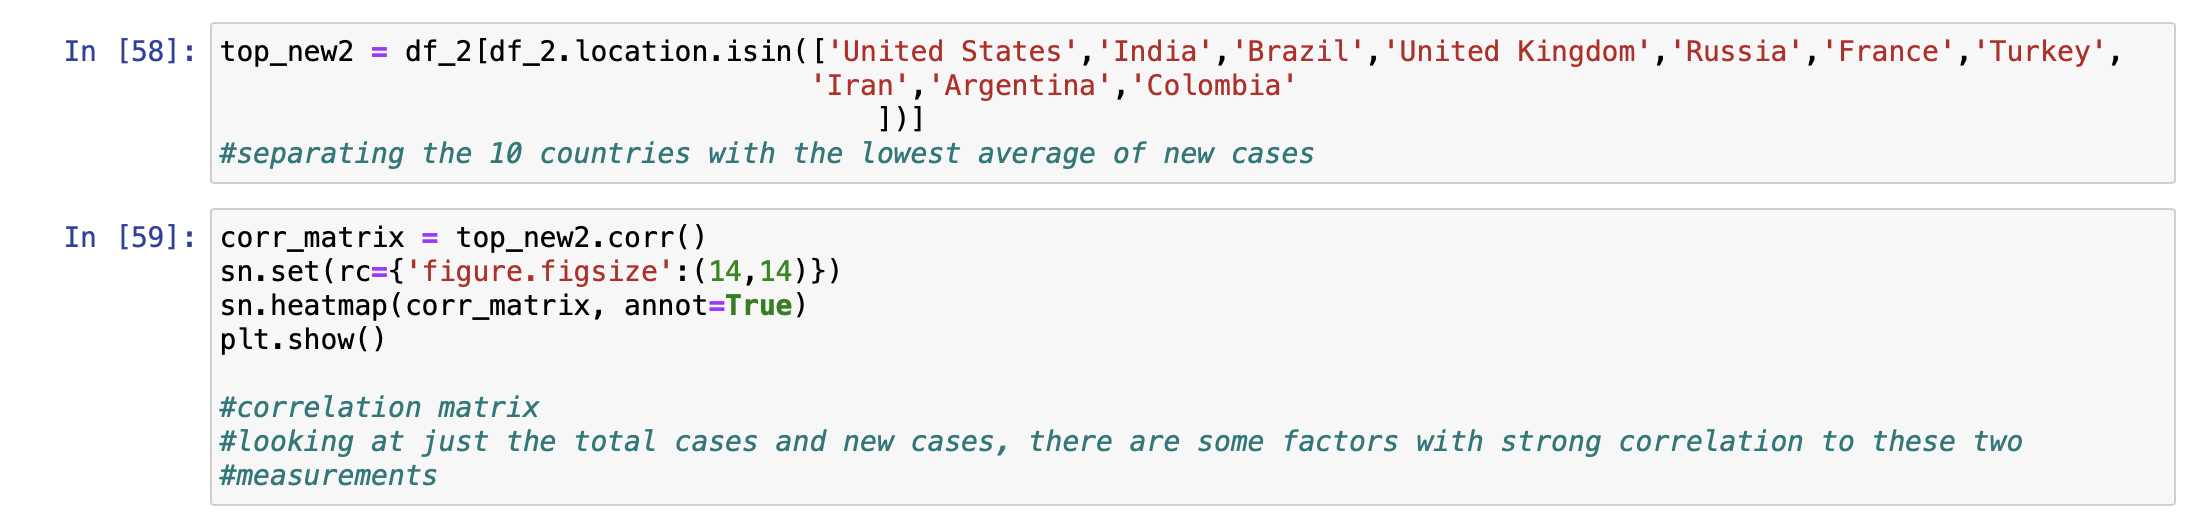 In [58]: top_new2 = df_2[df_2.location.isin(['United States','India','Brazil','United Kingdom','Russia','France','Turkey',
'Iran','Argentina','Colombia'
])]
#separating the 10 countries with the lowest average of new cases
In [59]: corr_matrix = top_new2.corr()
sn.set(rc={'figure.figsize':(14,14)})
sn.heatmap(corr_matrix, annot=True)
plt.show()
#correlation matrix
#looking at just the total cases and new cases, there are some factors with strong correlation to these two
#measurements